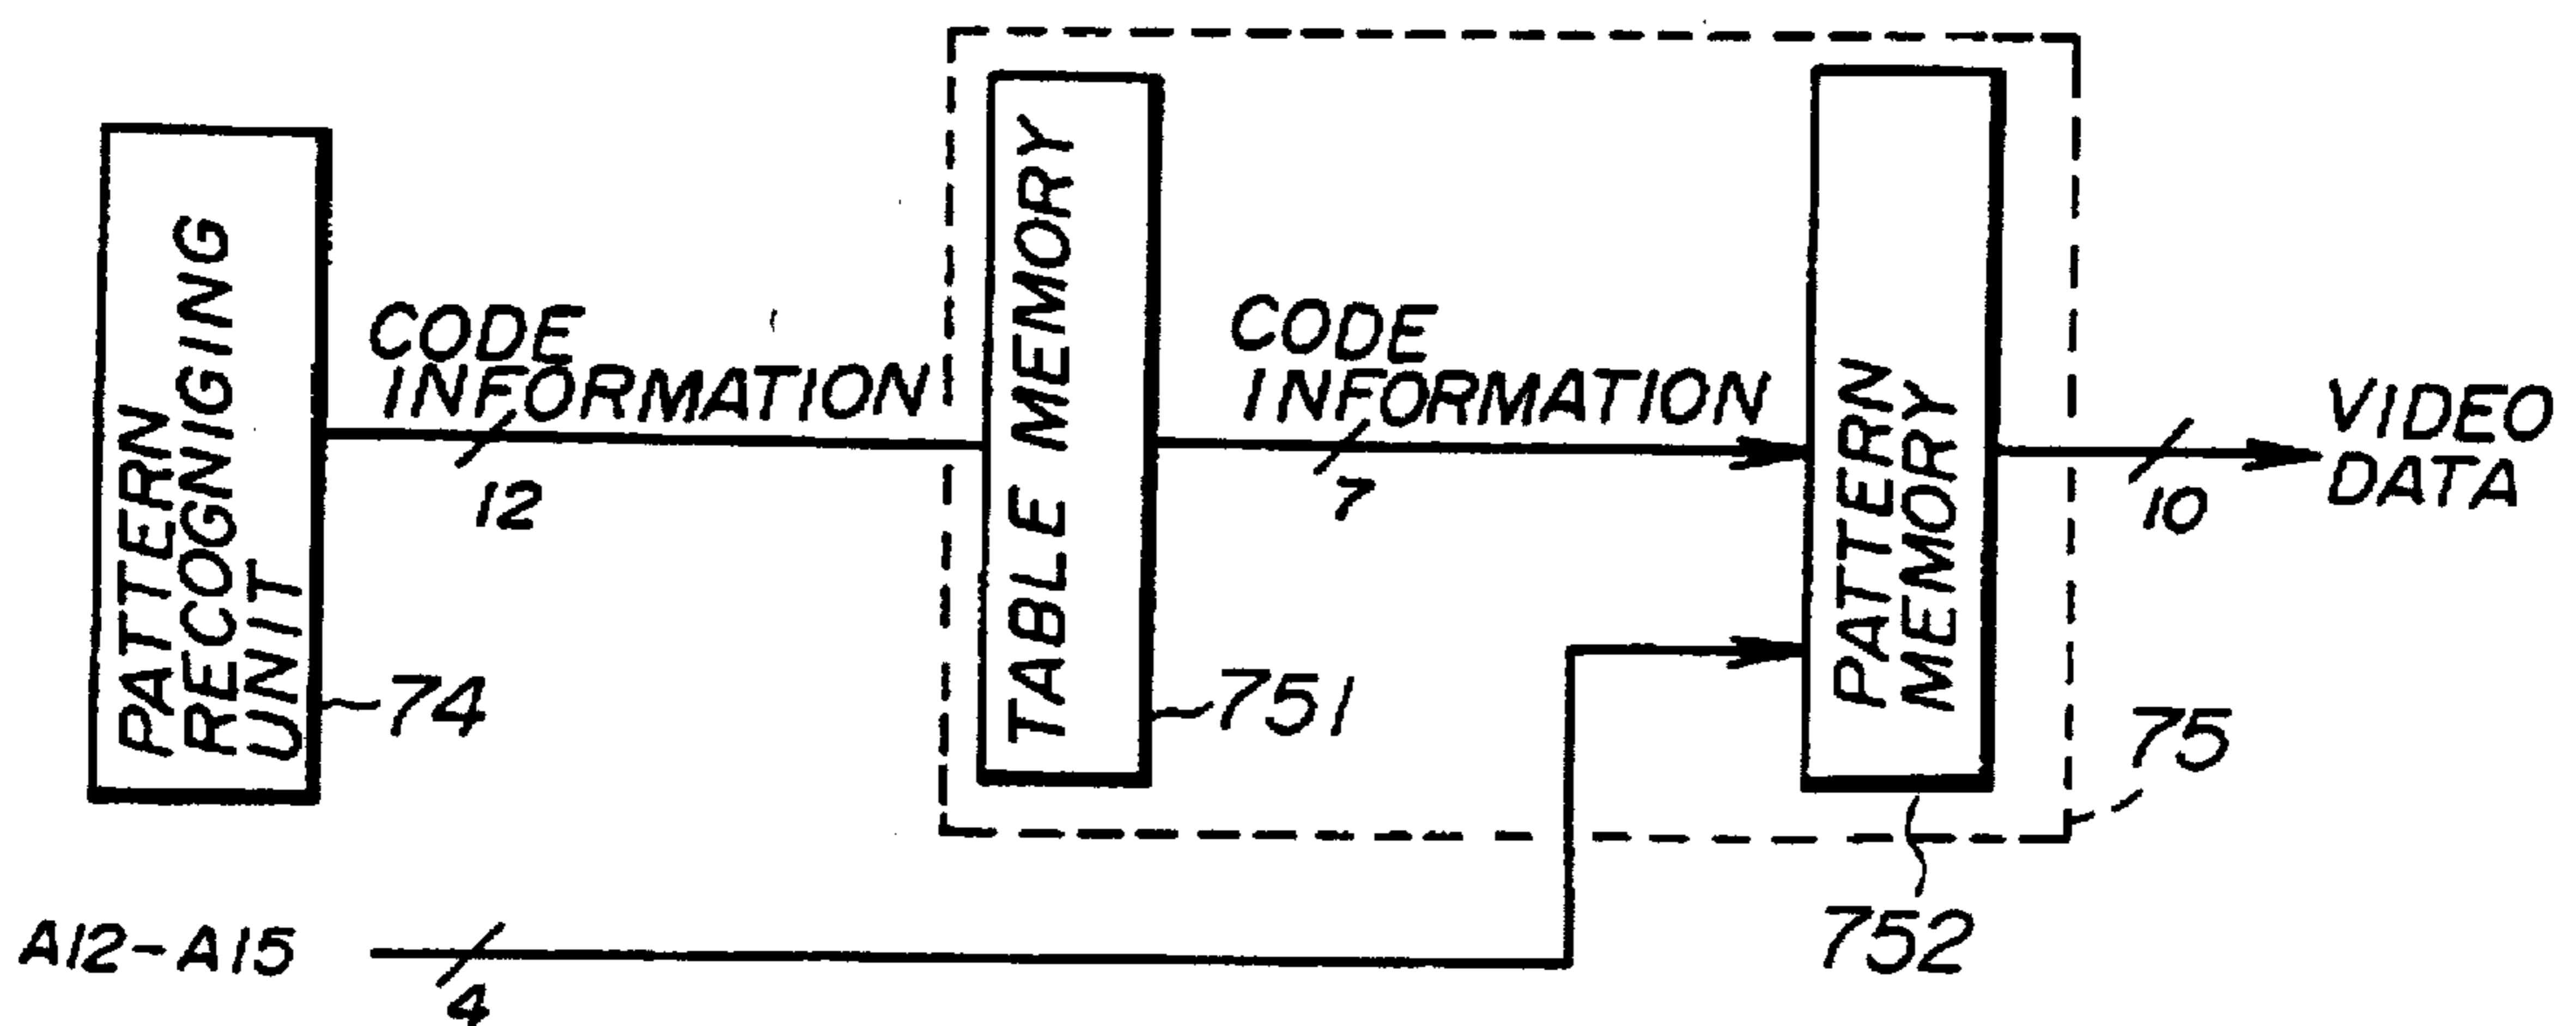 PATTERN
RECOGNIGING
UNIT
74
CODE
INFORMATION
12
TABLE MEMORY
751
CODE
INFORMATION
7
PATTERN
MEMORY
752
75
10
VIDEO
DATA
A12-A15
4